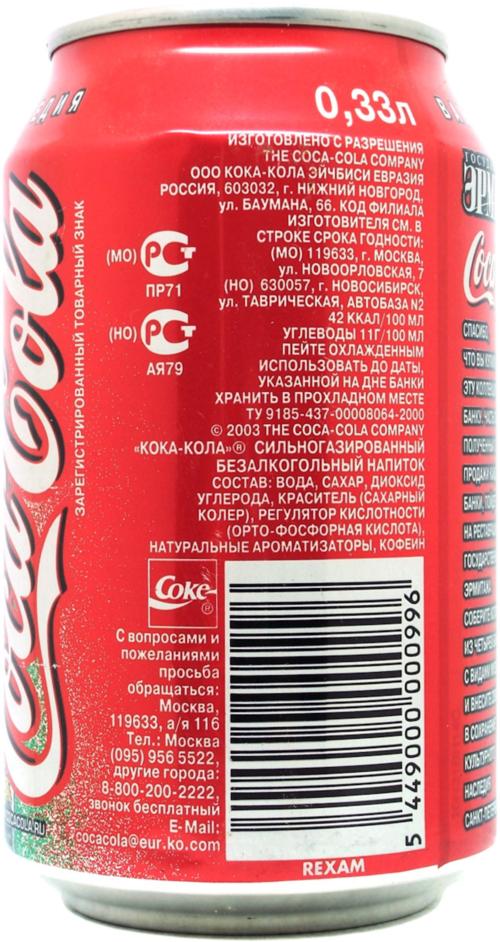 0,33л
ИЗГОТОВЛЕНО С РАЗРЕШЕНИЯ
THE COCA-COLA COMPANY
ООО КОКА-КОЛА ЭЙЧБИСИ ЕВРАЗИЯ
РОССИЯ, 603032, г. НИЖНИЙ НОВГОРОД,
ул. БАУМАНА, 66. КОД ФИЛИАЛА
ИЗГОТОВИТЕЛЯ СМ. В
СТРОКЕ СРОКА ГОДНОСТИ:
(МО) 119633, г. МОСКВА,
ул. НОВООРЛОВСКАЯ, 7
(НО) 630057, г. НОВОСИБИРСК,
ул. ТАВРИЧЕСКАЯ, АВТОБАЗА N2
42 ККАЛ/100 МЛ
УГЛЕВОДЫ 11Г/100 МЛ
ПЕЙТЕ ОХЛАЖДЕННЫМ
ИСПОЛЬЗОВАТЬ ДО ДАТЫ,
УКАЗАННОЙ НА ДНЕ БАНКИ
ХРАНИТЬ В ПРОХЛАДНОМ МЕСТЕ
ТУ 9185-437-00008064-2000
© 2003 THE COCA-COLA COMPANY
«КОКА-КОЛА»® СИЛЬНОГАЗИРОВАННЫЙ
БЕЗАЛКОГОЛЬНЫЙ НАПИТОК
СОСТАВ: ВОДА, САХАР, ДИОКСИД
УГЛЕРОДА, КРАСИТЕЛЬ (САХАРНЫЙ
КОЛЕР), РЕГУЛЯТОР КИСЛОТНОСТИ
(ОРТО-ФОСФОРНАЯ КИСЛОТА),
НАТУРАЛЬНЫЕ АРОМАТИЗАТОРЫ, КОФЕИН
(МО) РСТ
ПР71
(НО) РСТ
АЯ79
ЗАРЕГИСТРИРОВАННЫЙ ТОВАРНЫЙ ЗНАК
Coca-Cola
Coke®
С вопросами и
пожеланиями
просьба
обращаться:
Москва,
119633, а/я 116
Тел.: Москва
(095) 956 5522,
другие города:
8-800-200-2222,
звонок бесплатный
E-Mail:
cocacola@eur.ko.com
5 449000 000996
REXAM
СПАСИБО,
ЭТУ
БАНКУ,